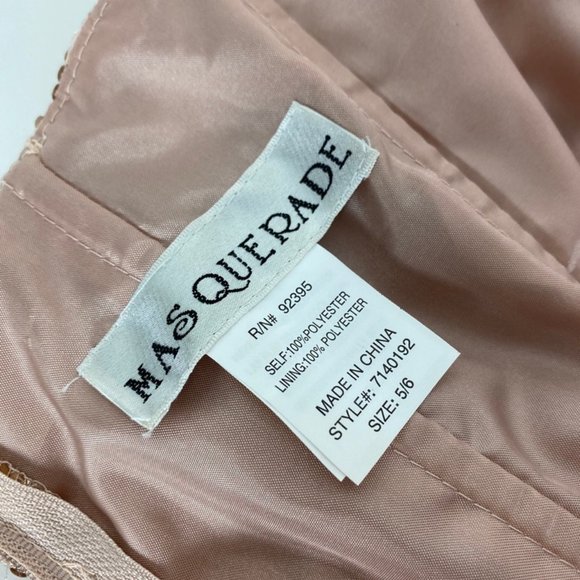 MASQUERADE
R/N# 92395
SELF:100%POLYESTER
LINING:100% POLYESTER
MADE IN CHINA
STYLE#: 7140192
SIZE: 5/6